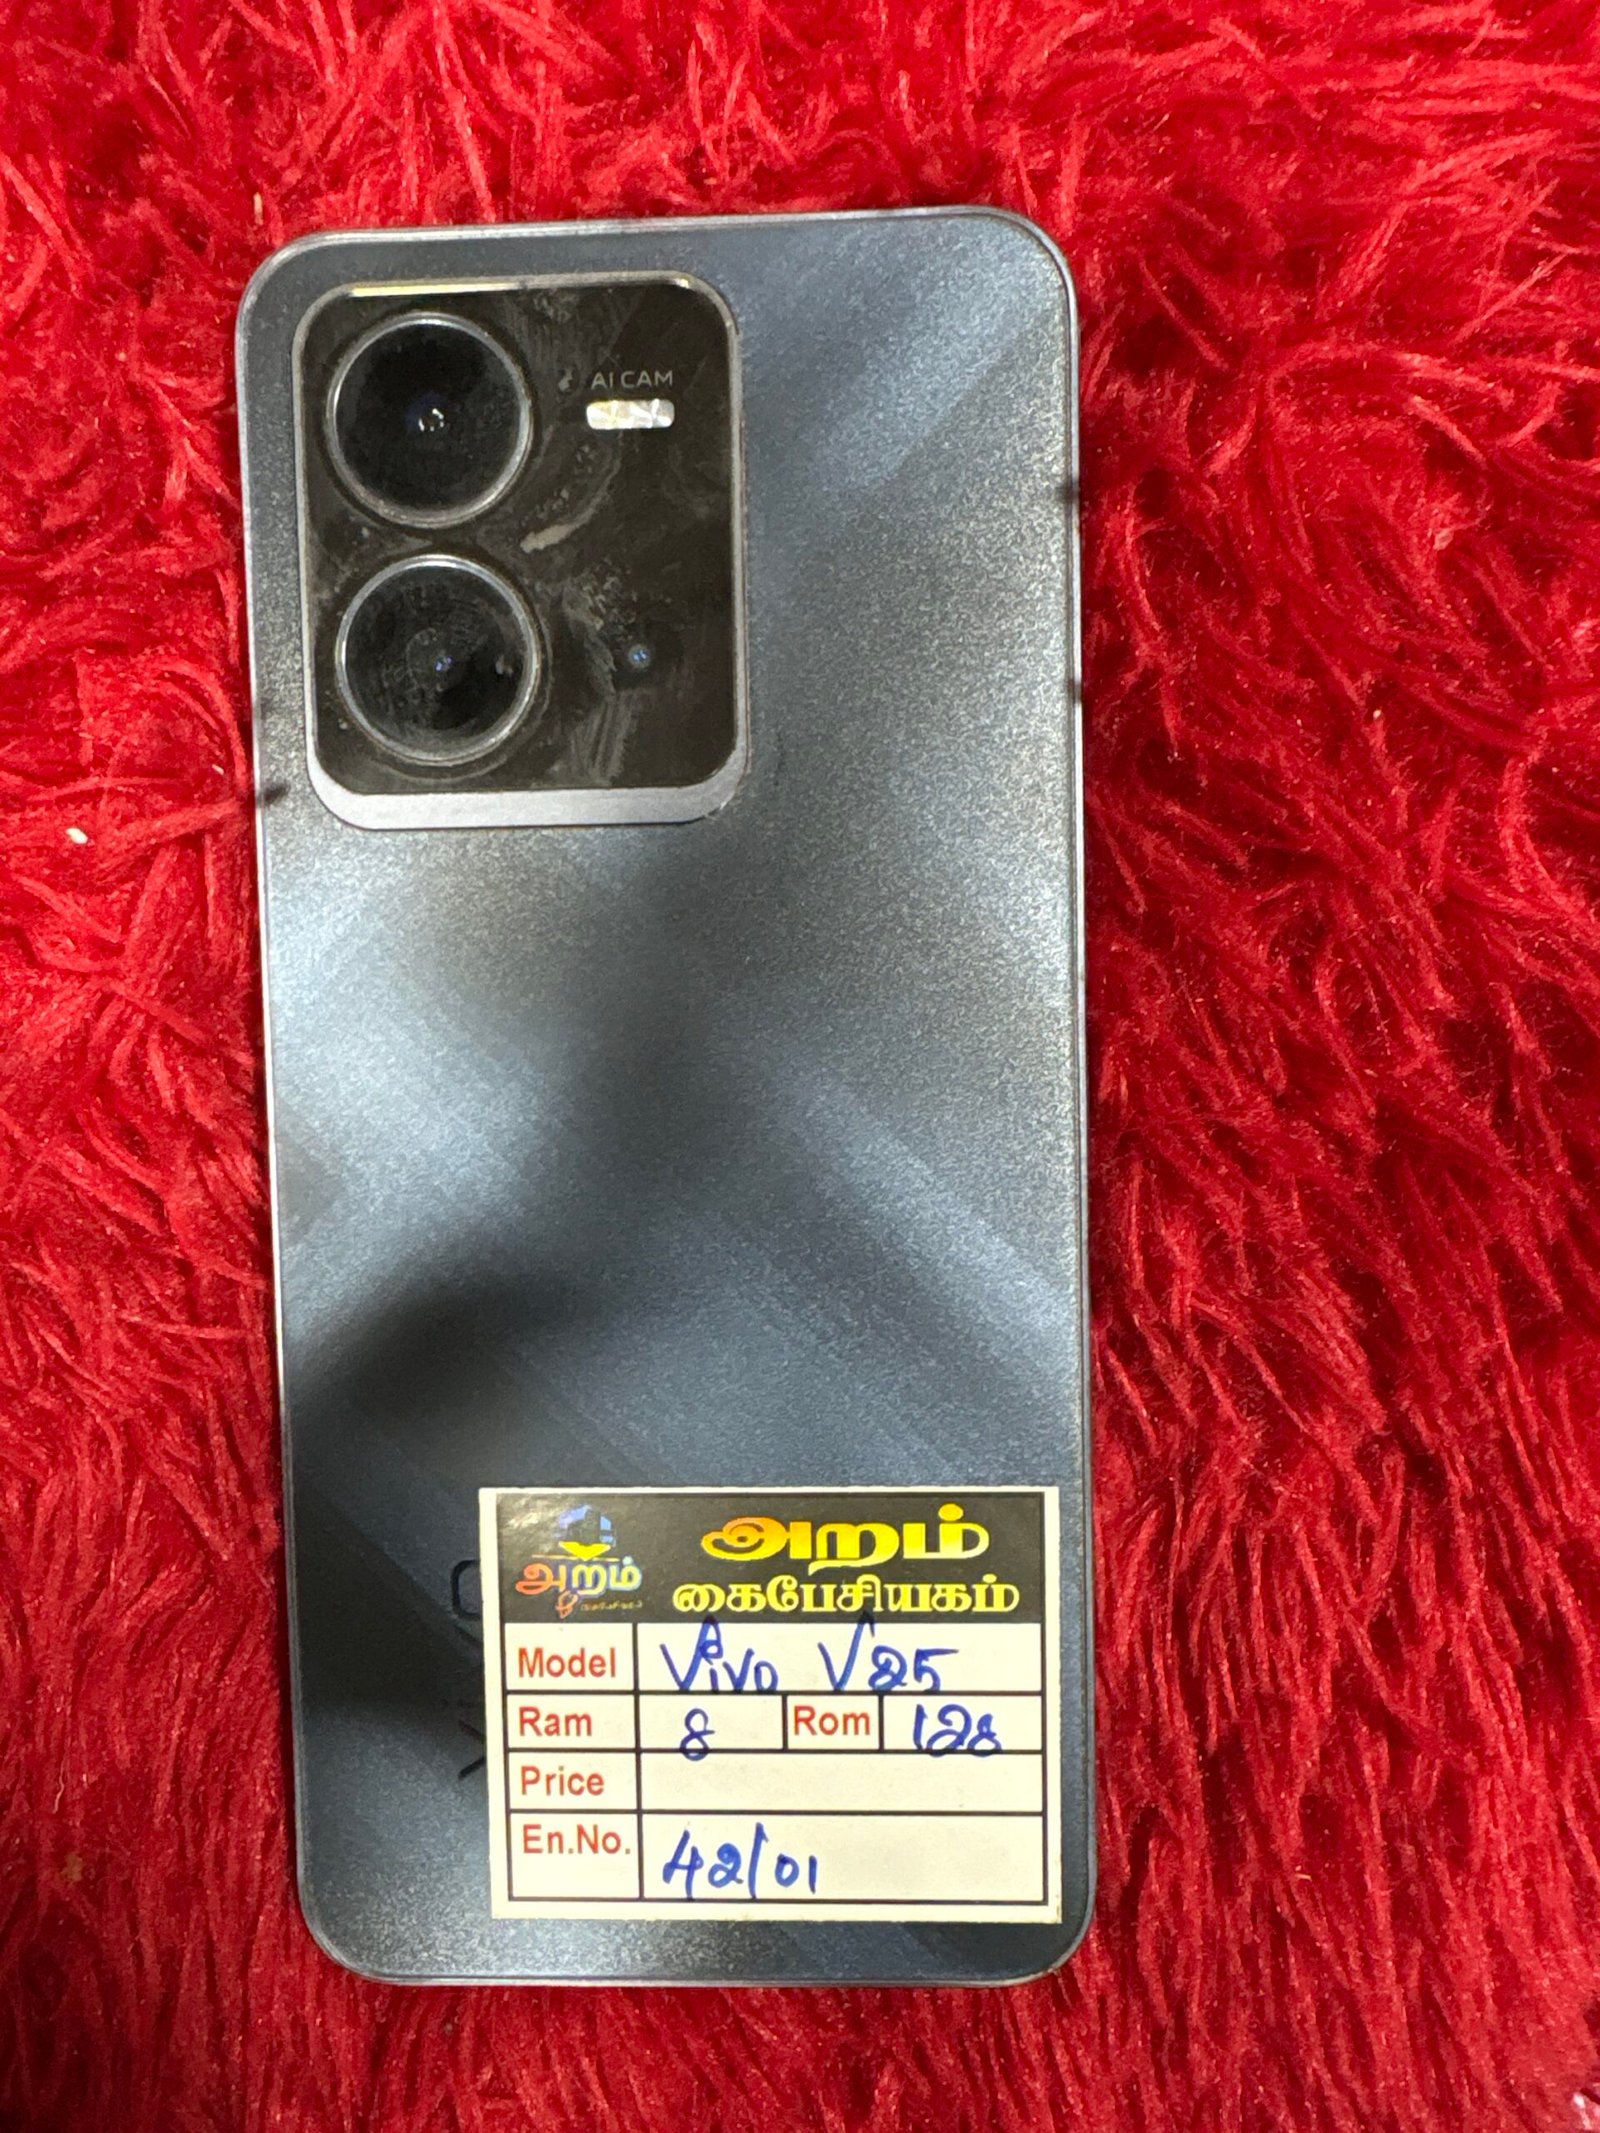 AI CAM
அறம்
அறம்
கைபேசியகம்
Model Vivo V25
Ram 8 Rom 128
Price
En.No. 42/01